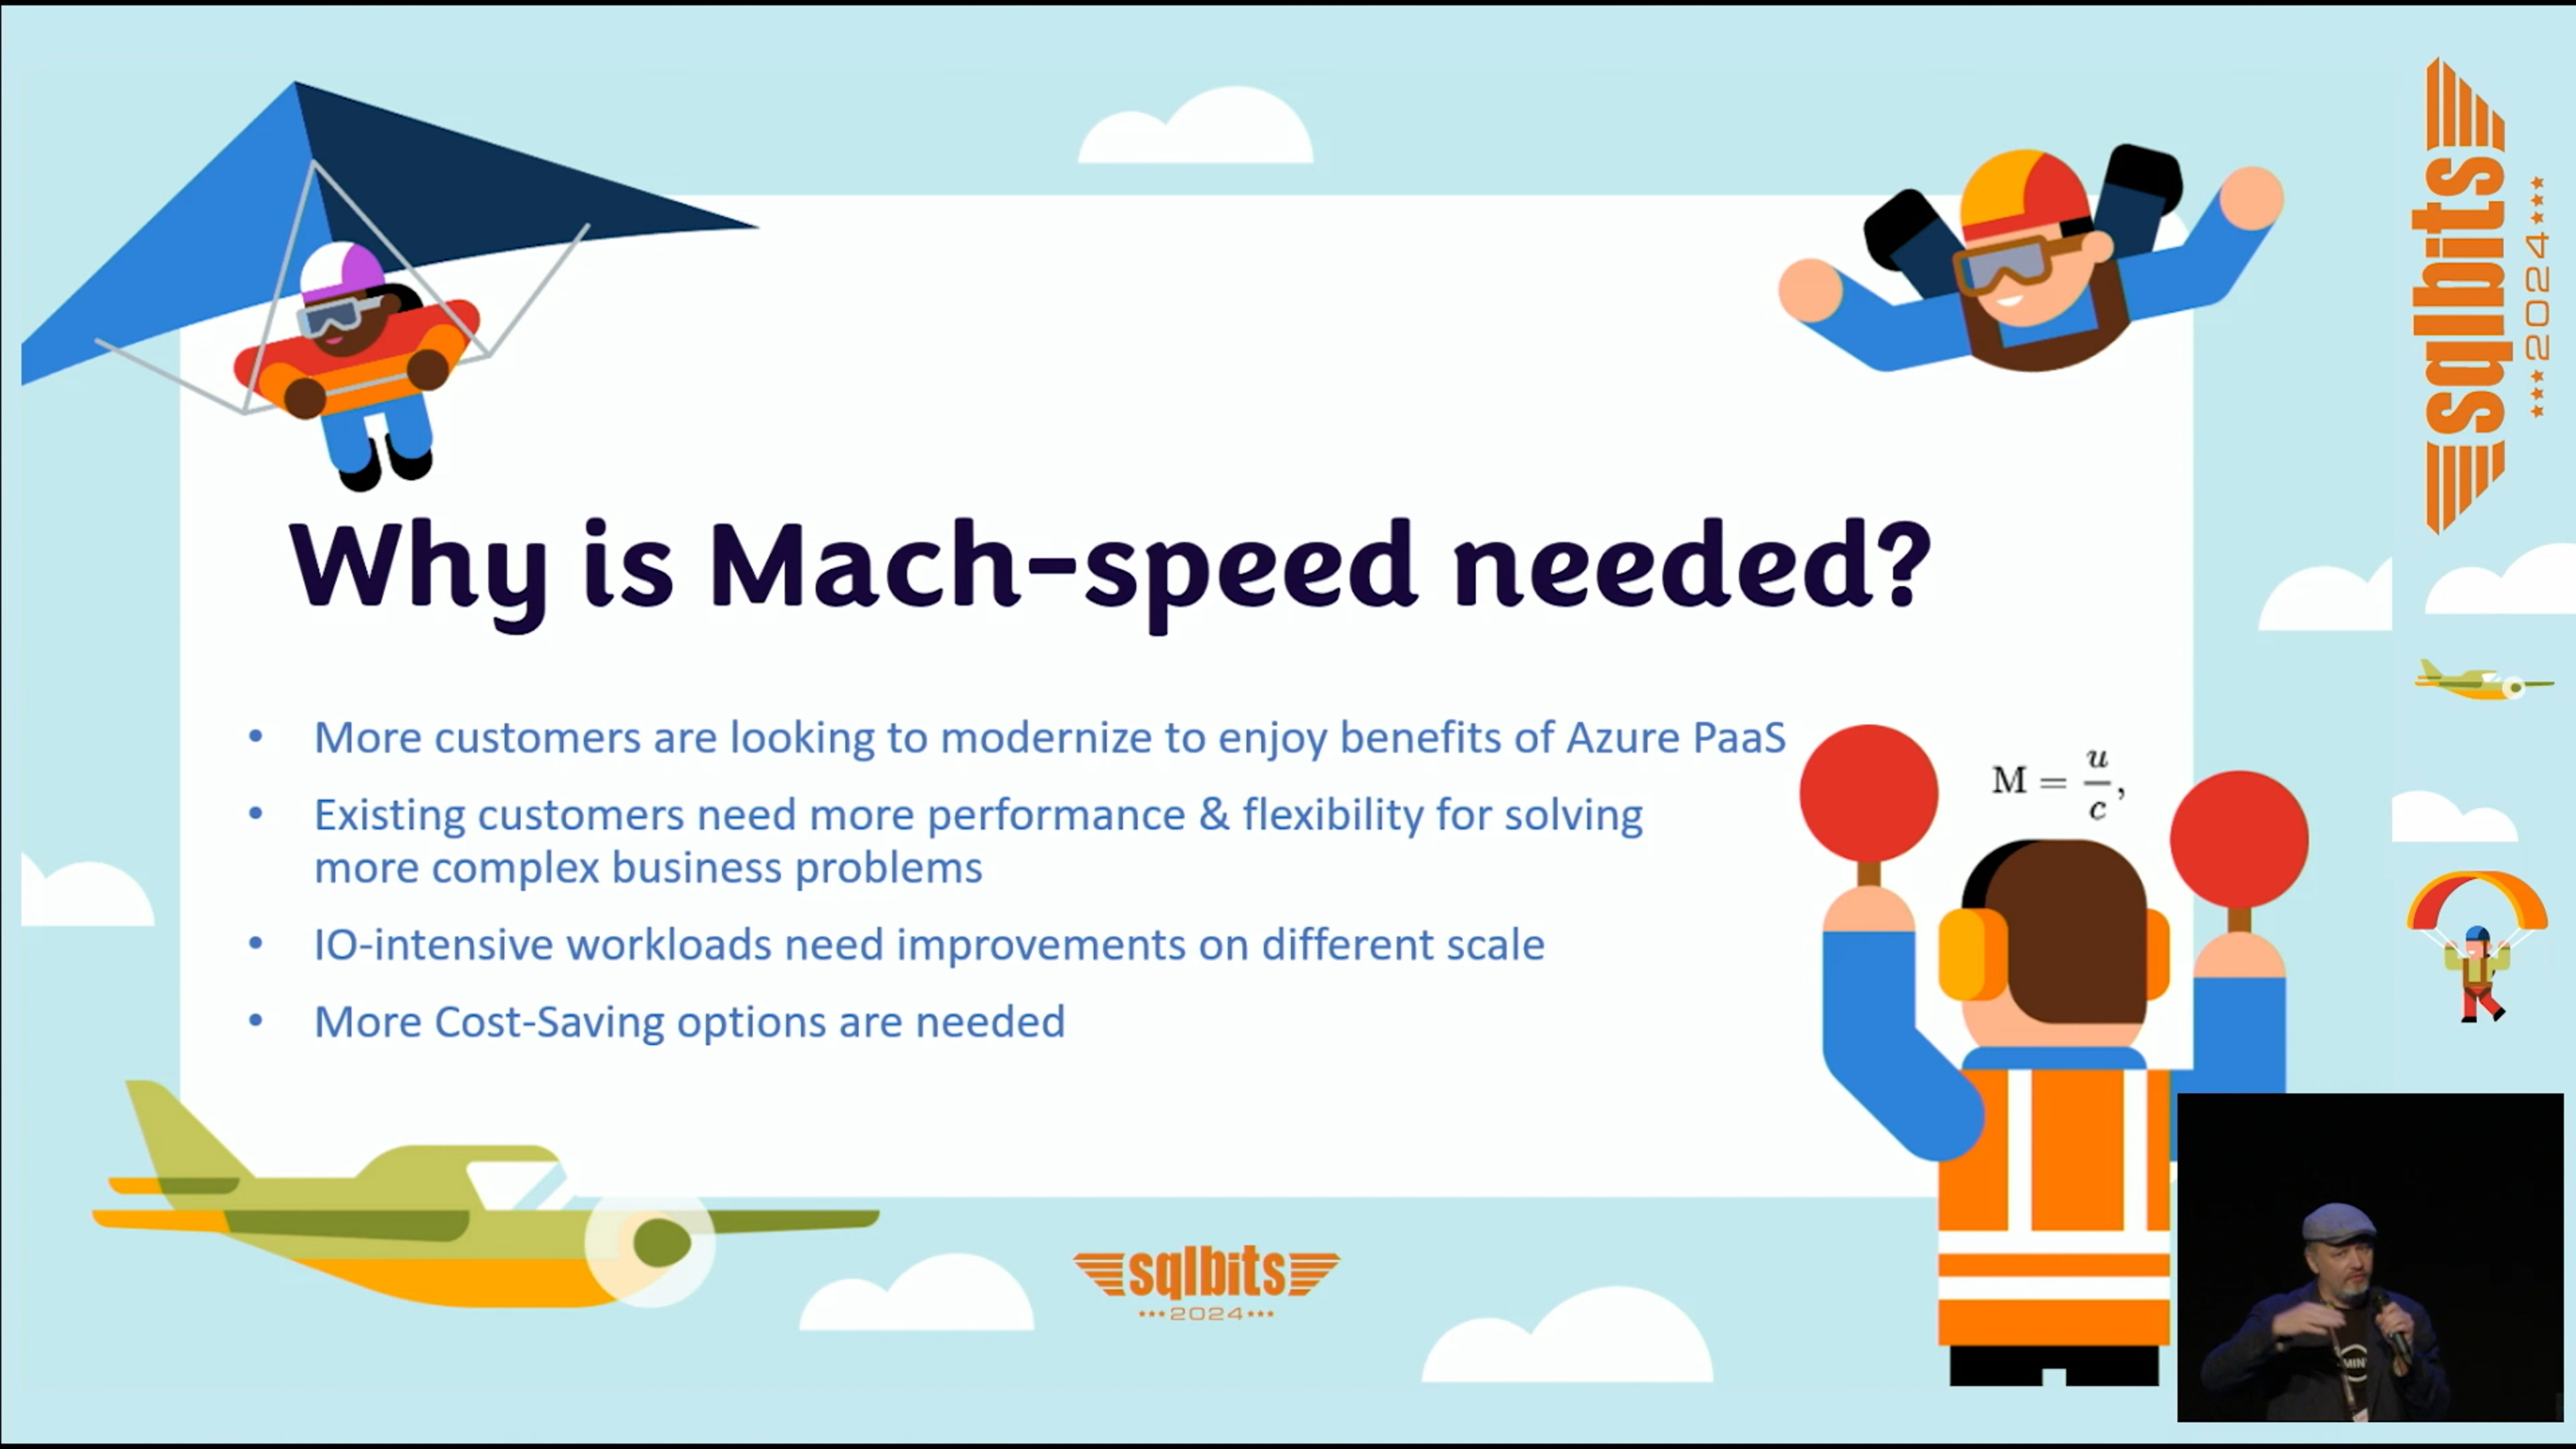 Why is Mach-speed needed?
• More customers are looking to modernize to enjoy benefits of Azure PaaS
• Existing customers need more performance & flexibility for solving
more complex business problems
• IO-intensive workloads need improvements on different scale
• More Cost-Saving options are needed
M = u/c,
sqlbits
2024
sqlbits
2024
MIN